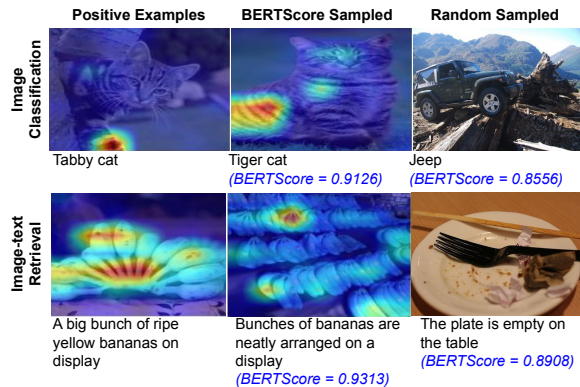 Positive Examples
BERTScore Sampled
Random Sampled
Image
Classification
Tabby cat
Tiger cat
(BERTScore = 0.9126)
Jeep
(BERTScore = 0.8556)
Image-text
Retrieval
A big bunch of ripe
yellow bananas on
display
Bunches of bananas are
neatly arranged on a
display
(BERTScore = 0.9313)
The plate is empty on
the table
(BERTScore = 0.8908)